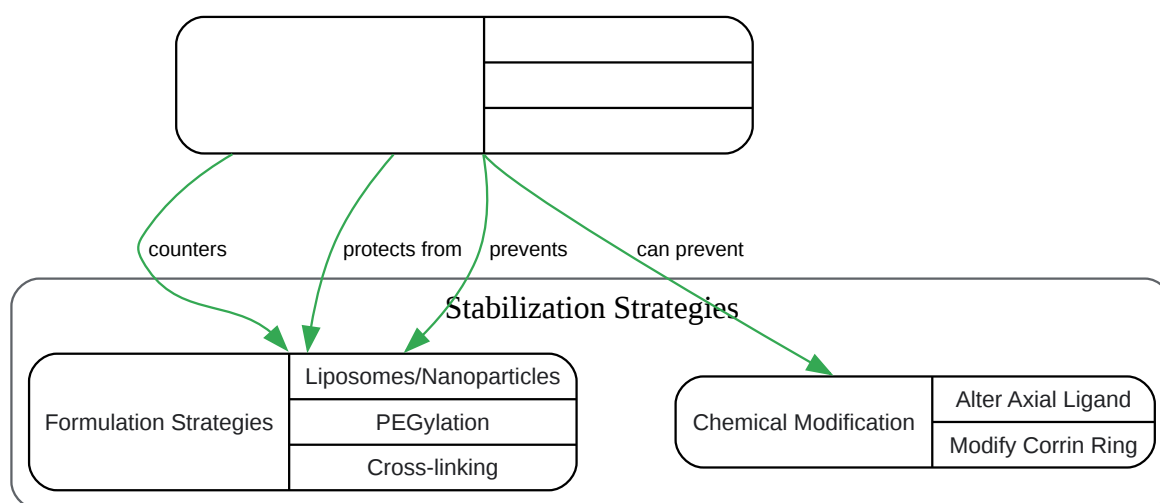 counters
protects from
prevents
can prevent
Stabilization Strategies
Formulation Strategies
Liposomes/Nanoparticles
PEGylation
Cross-linking
Chemical Modification
Alter Axial Ligand
Modify Corrin Ring